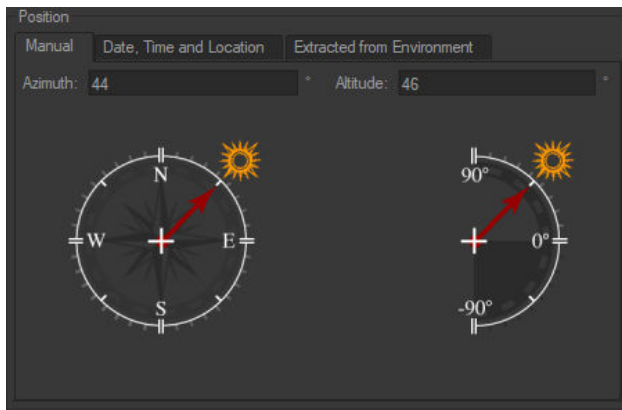 Position
Manual Date, Time and Location Extracted from Environment
Azimuth: 44 ° Altitude: 46 °
N 90°
W E 0°
S -90°